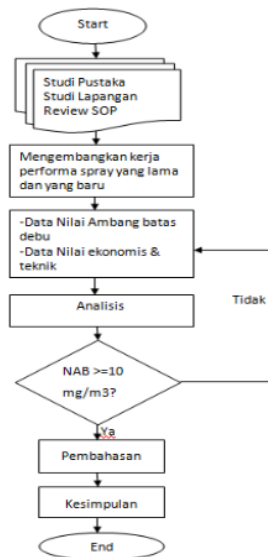 Start
Studi Pustaka
Studi Lapangan
Review SOP
Mengembangkan kerja
performa spray yang lama
dan yang baru
-Data Nilai Ambang batas
debu
-Data Nilai ekonomis &
teknik
Analisis
Tidak
NAB >=10
mg/m3?
Ya
Pembahasan
Kesimpulan
End